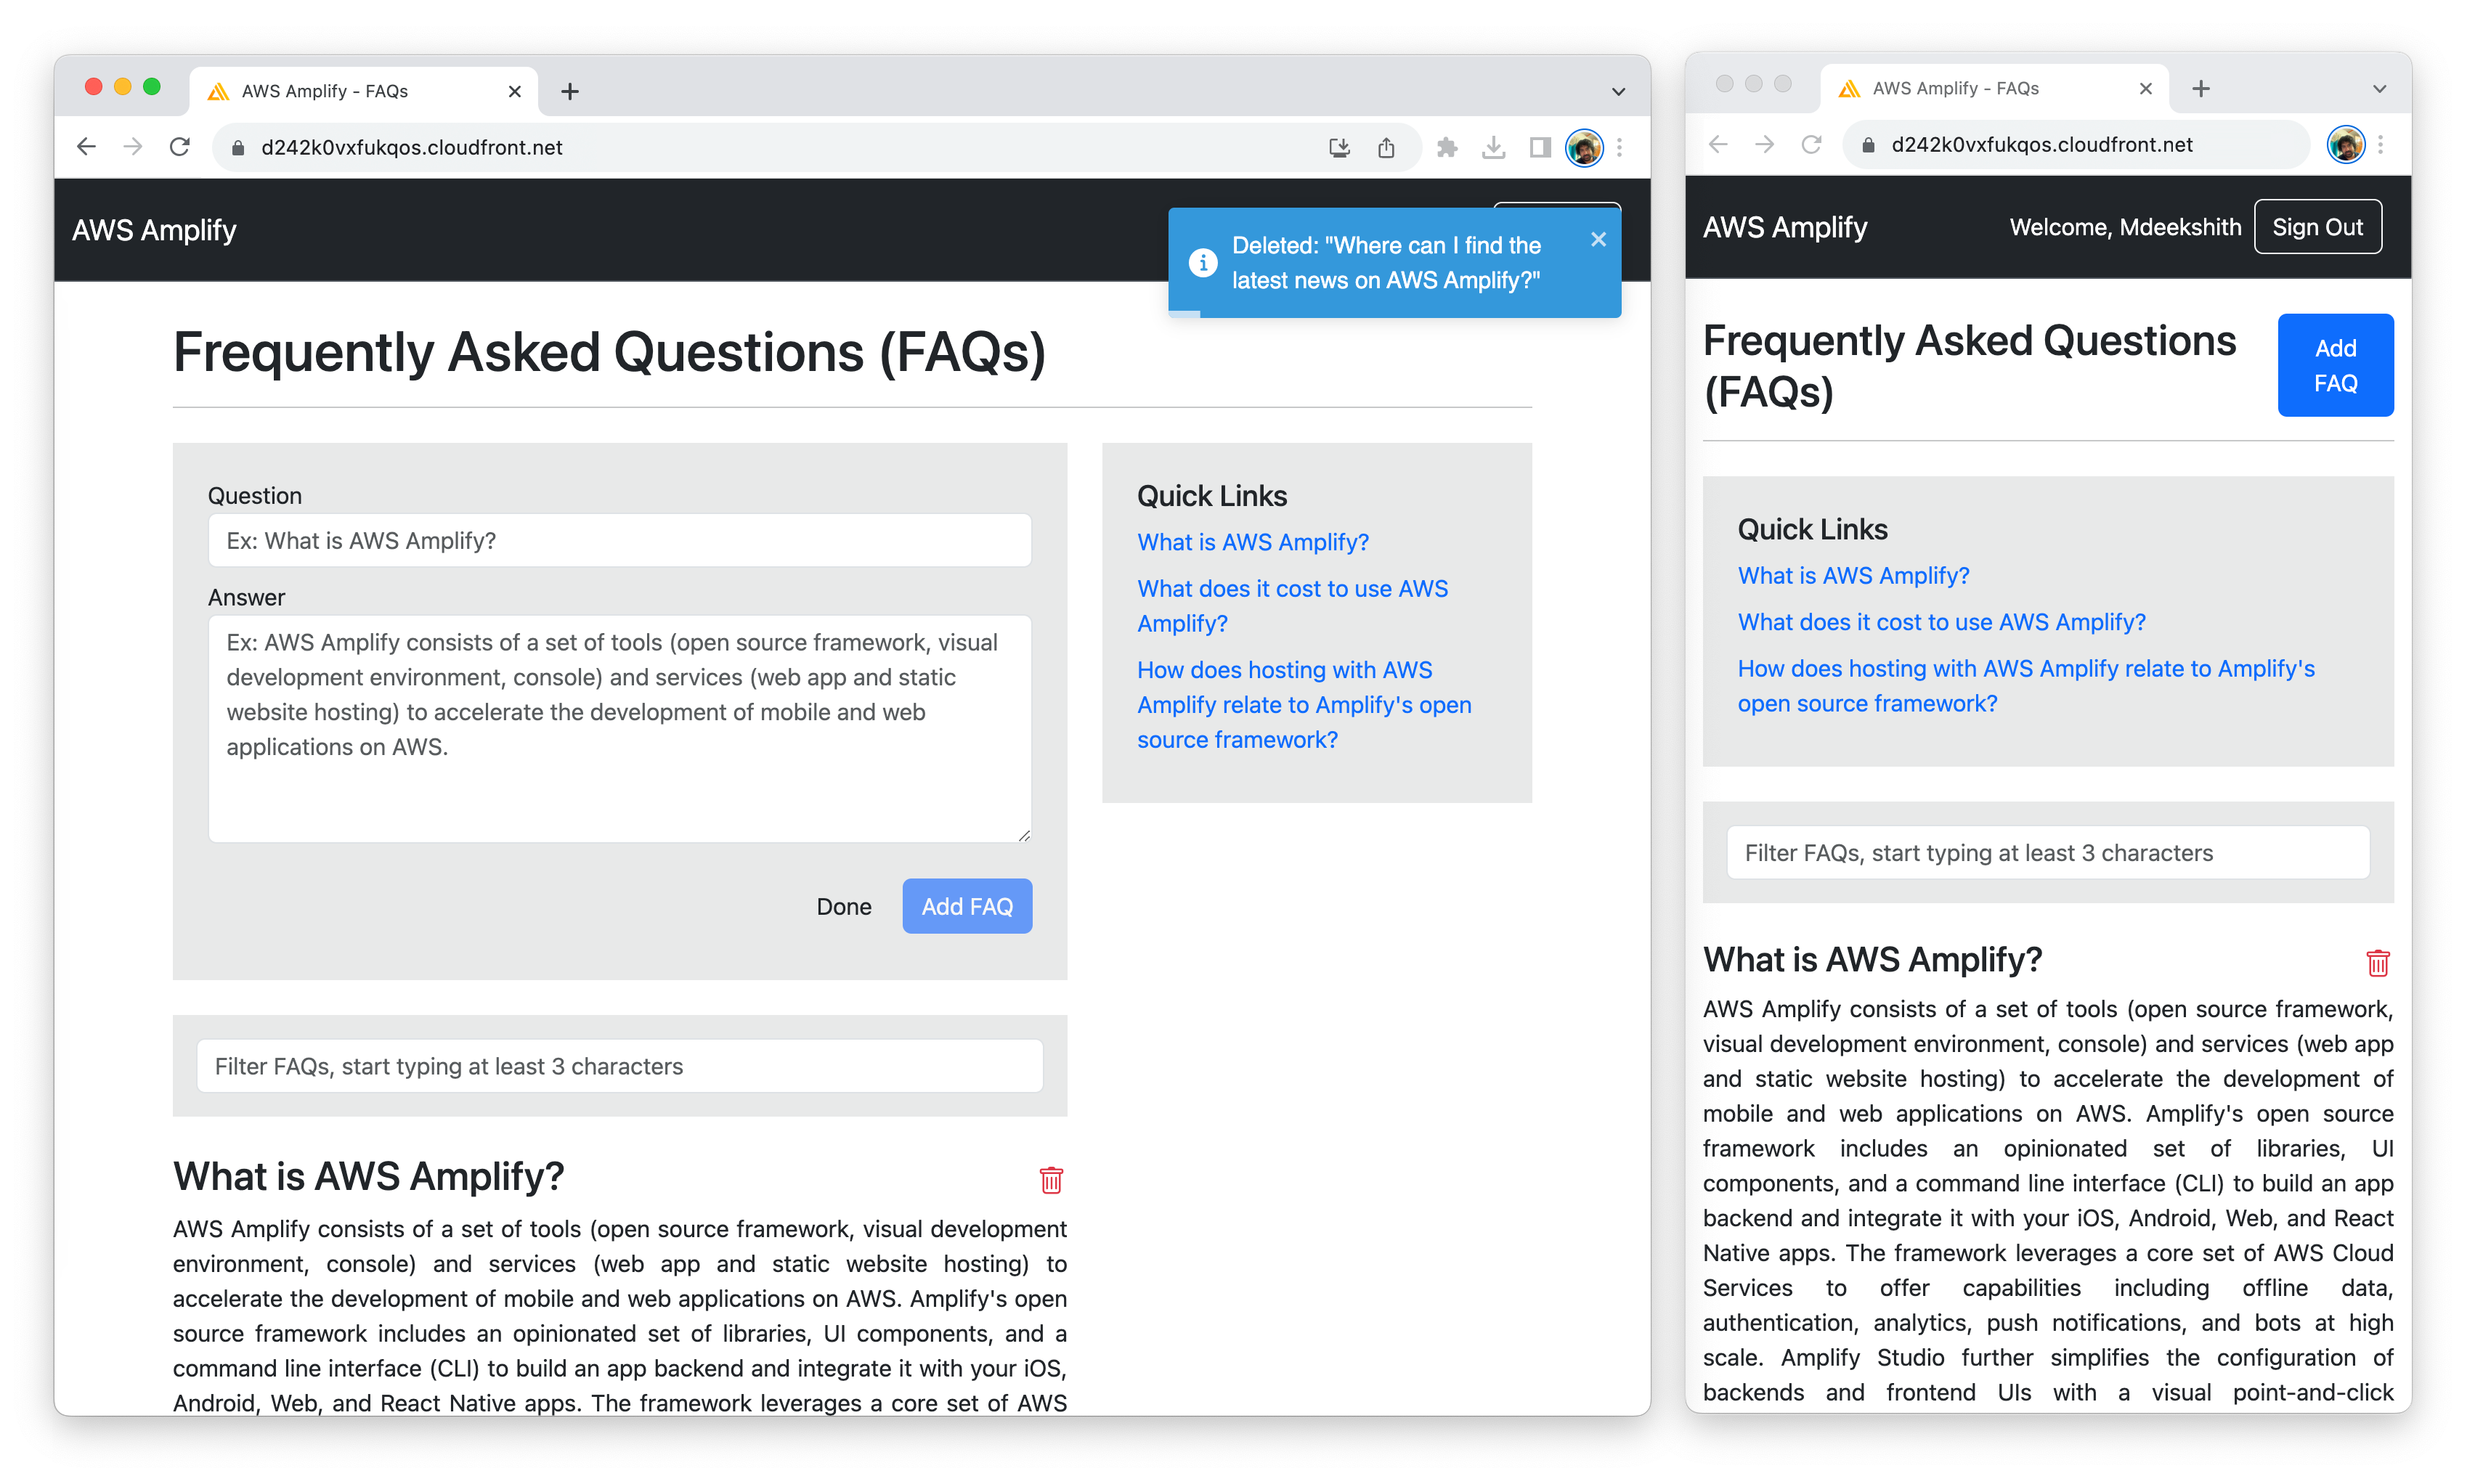 AWS Amplify - FAQs
d242k0vxfukqos.cloudfront.net
AWS Amplify
Deleted: "Where can I find the
latest news on AWS Amplify?"
Frequently Asked Questions (FAQs)
Question
Ex: What is AWS Amplify?
Answer
Ex: AWS Amplify consists of a set of tools (open source framework, visual
development environment, console) and services (web app and static
website hosting) to accelerate the development of mobile and web
applications on AWS.
Done
Add FAQ
Quick Links
What is AWS Amplify?
What does it cost to use AWS
Amplify?
How does hosting with AWS
Amplify relate to Amplify's open
source framework?
Filter FAQs, start typing at least 3 characters
What is AWS Amplify?
AWS Amplify consists of a set of tools (open source framework, visual development
environment, console) and services (web app and static website hosting) to
accelerate the development of mobile and web applications on AWS. Amplify's open
source framework includes an opinionated set of libraries, UI components, and a
command line interface (CLI) to build an app backend and integrate it with your iOS,
Android, Web, and React Native apps. The framework leverages a core set of AWS
AWS Amplify - FAQs
d242k0vxfukqos.cloudfront.net
AWS Amplify
Welcome, Mdeekshith
Sign Out
Frequently Asked Questions
(FAQs)
Add
FAQ
Quick Links
What is AWS Amplify?
What does it cost to use AWS Amplify?
How does hosting with AWS Amplify relate to Amplify's
open source framework?
Filter FAQs, start typing at least 3 characters
What is AWS Amplify?
AWS Amplify consists of a set of tools (open source framework,
visual development environment, console) and services (web app
and static website hosting) to accelerate the development of
mobile and web applications on AWS. Amplify's open source
framework includes an opinionated set of libraries, UI
components, and a command line interface (CLI) to build an app
backend and integrate it with your iOS, Android, Web, and React
Native apps. The framework leverages a core set of AWS Cloud
Services to offer capabilities including offline data,
authentication, analytics, push notifications, and bots at high
scale. Amplify Studio further simplifies the configuration of
backends and frontend UIs with a visual point-and-click